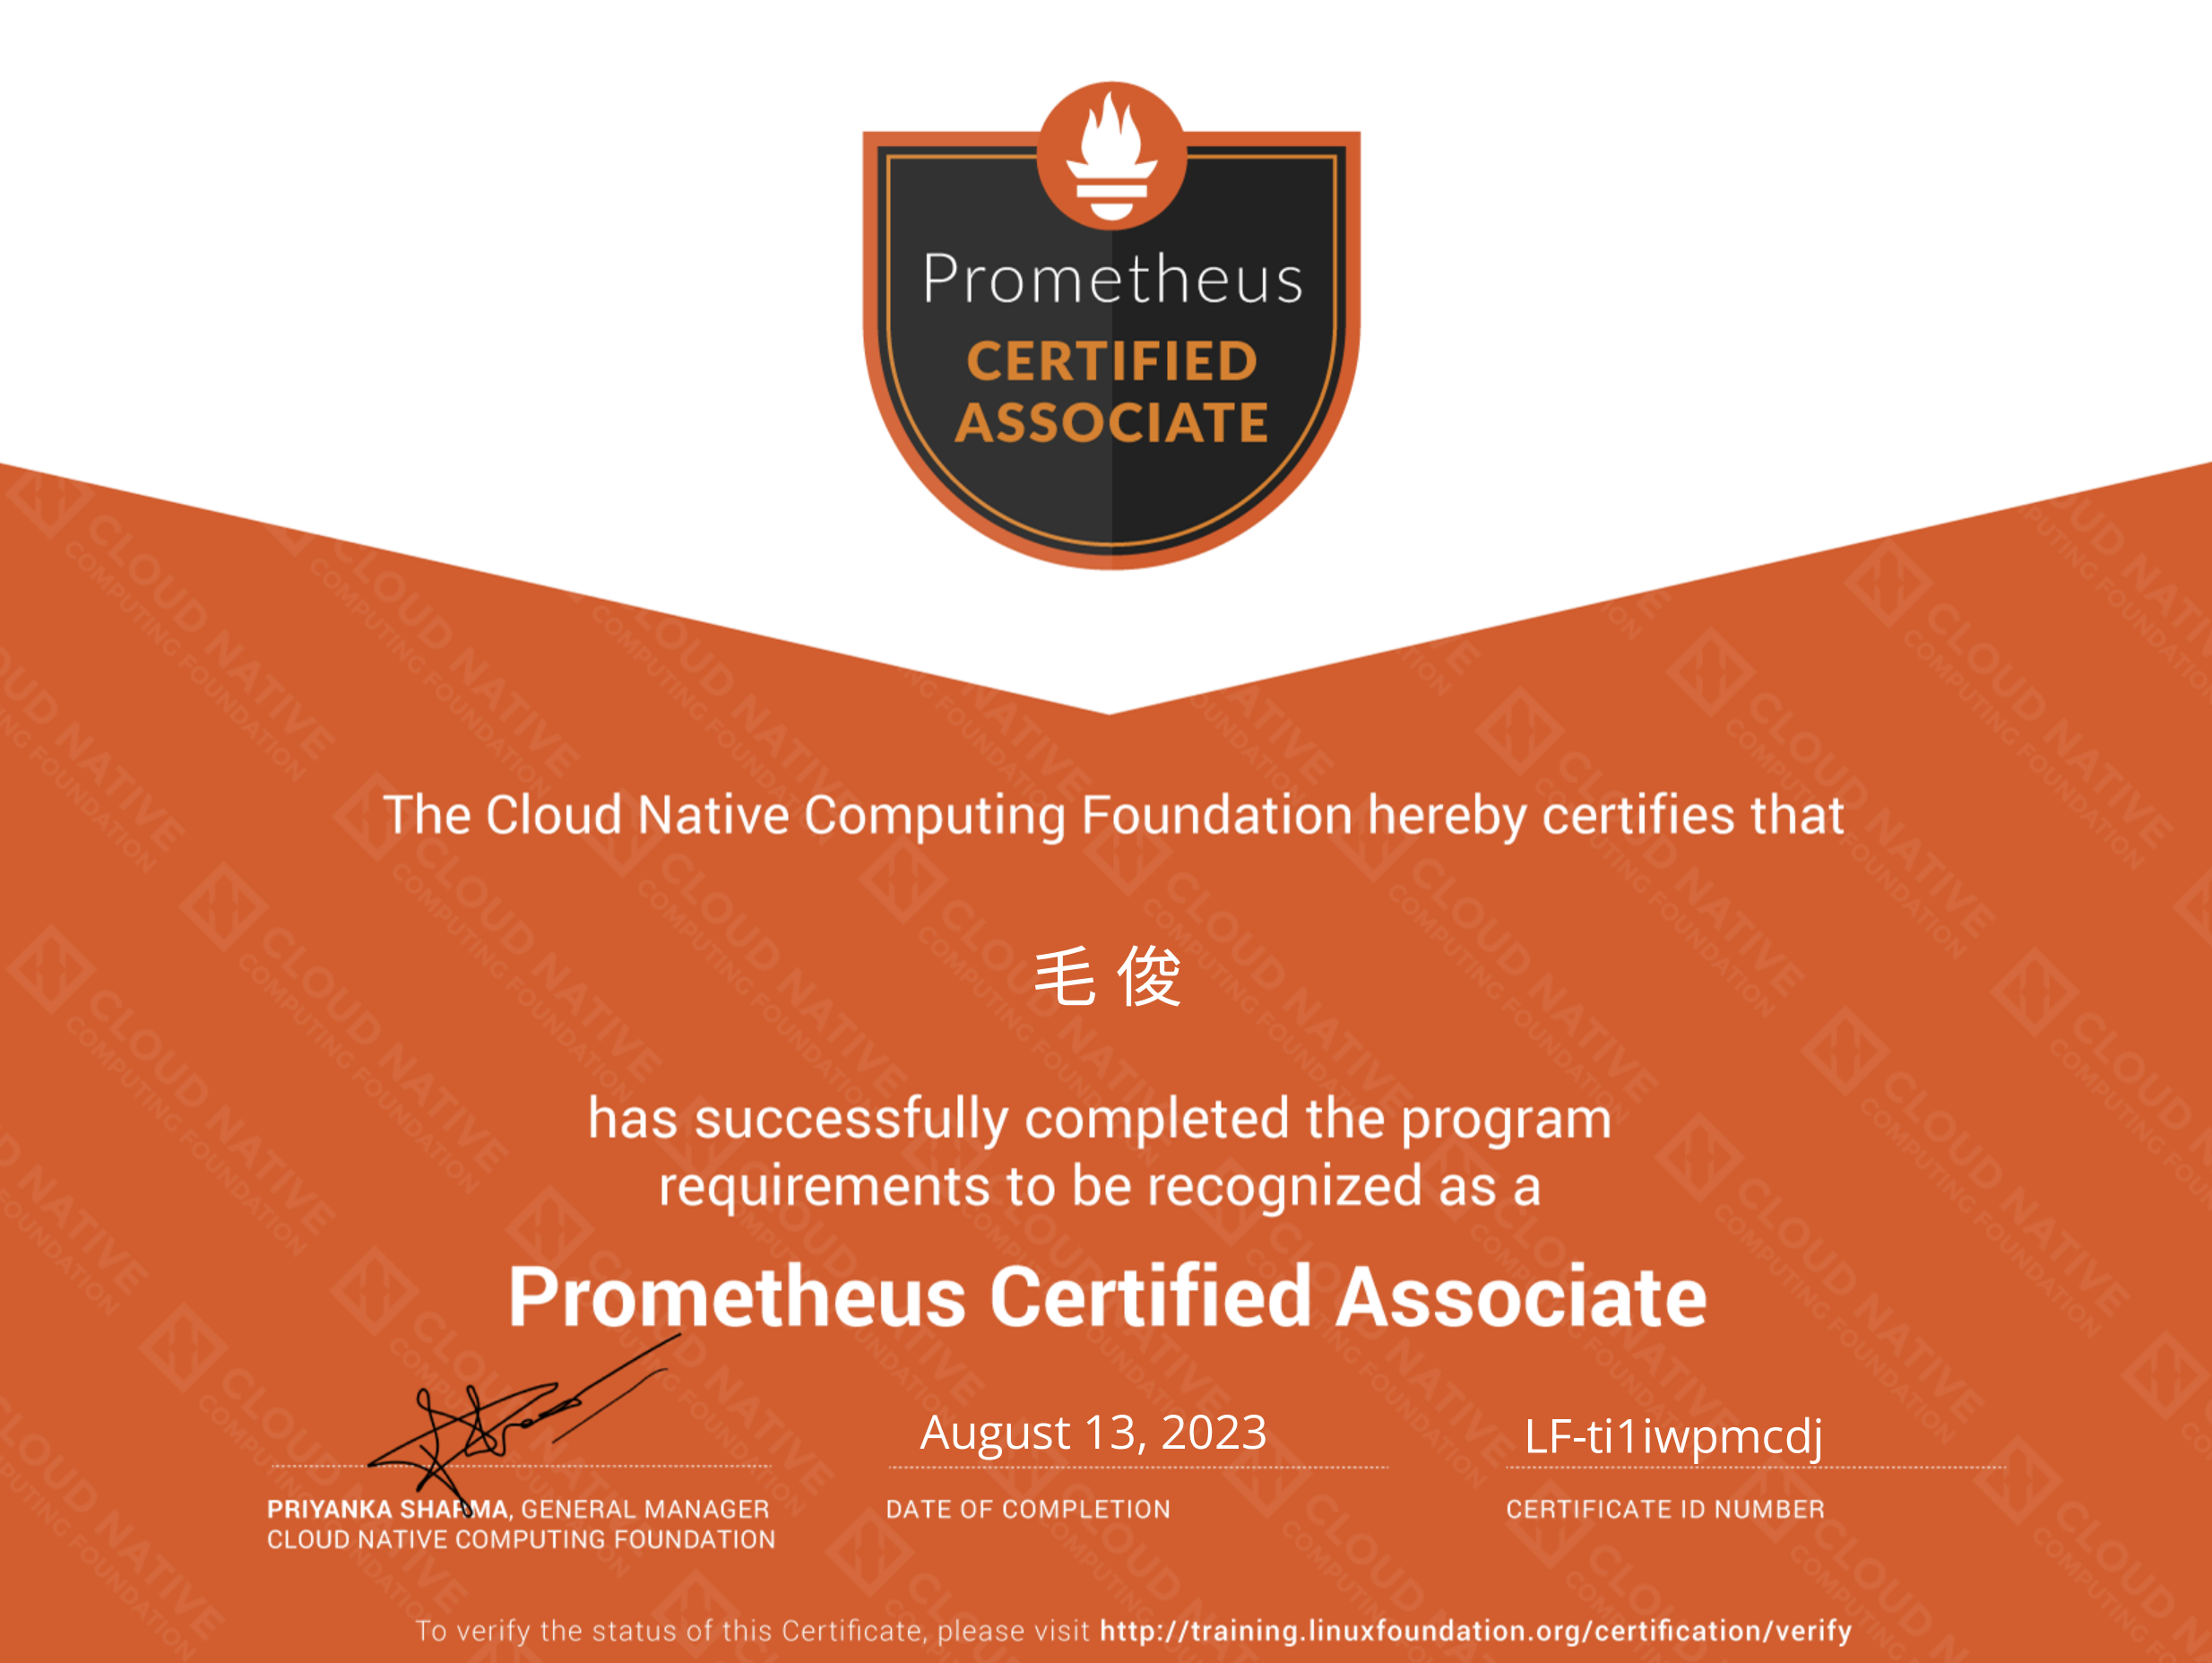 Prometheus
CERTIFIED
ASSOCIATE
The Cloud Native Computing Foundation hereby certifies that
毛 俊
has successfully completed the program
requirements to be recognized as a
Prometheus Certified Associate
August 13, 2023
LF-ti1iwpmcdj
PRIYANKA SHARMA, GENERAL MANAGER
CLOUD NATIVE COMPUTING FOUNDATION
DATE OF COMPLETION
CERTIFICATE ID NUMBER
To verify the status of this Certificate, please visit http://training.linuxfoundation.org/certification/verify